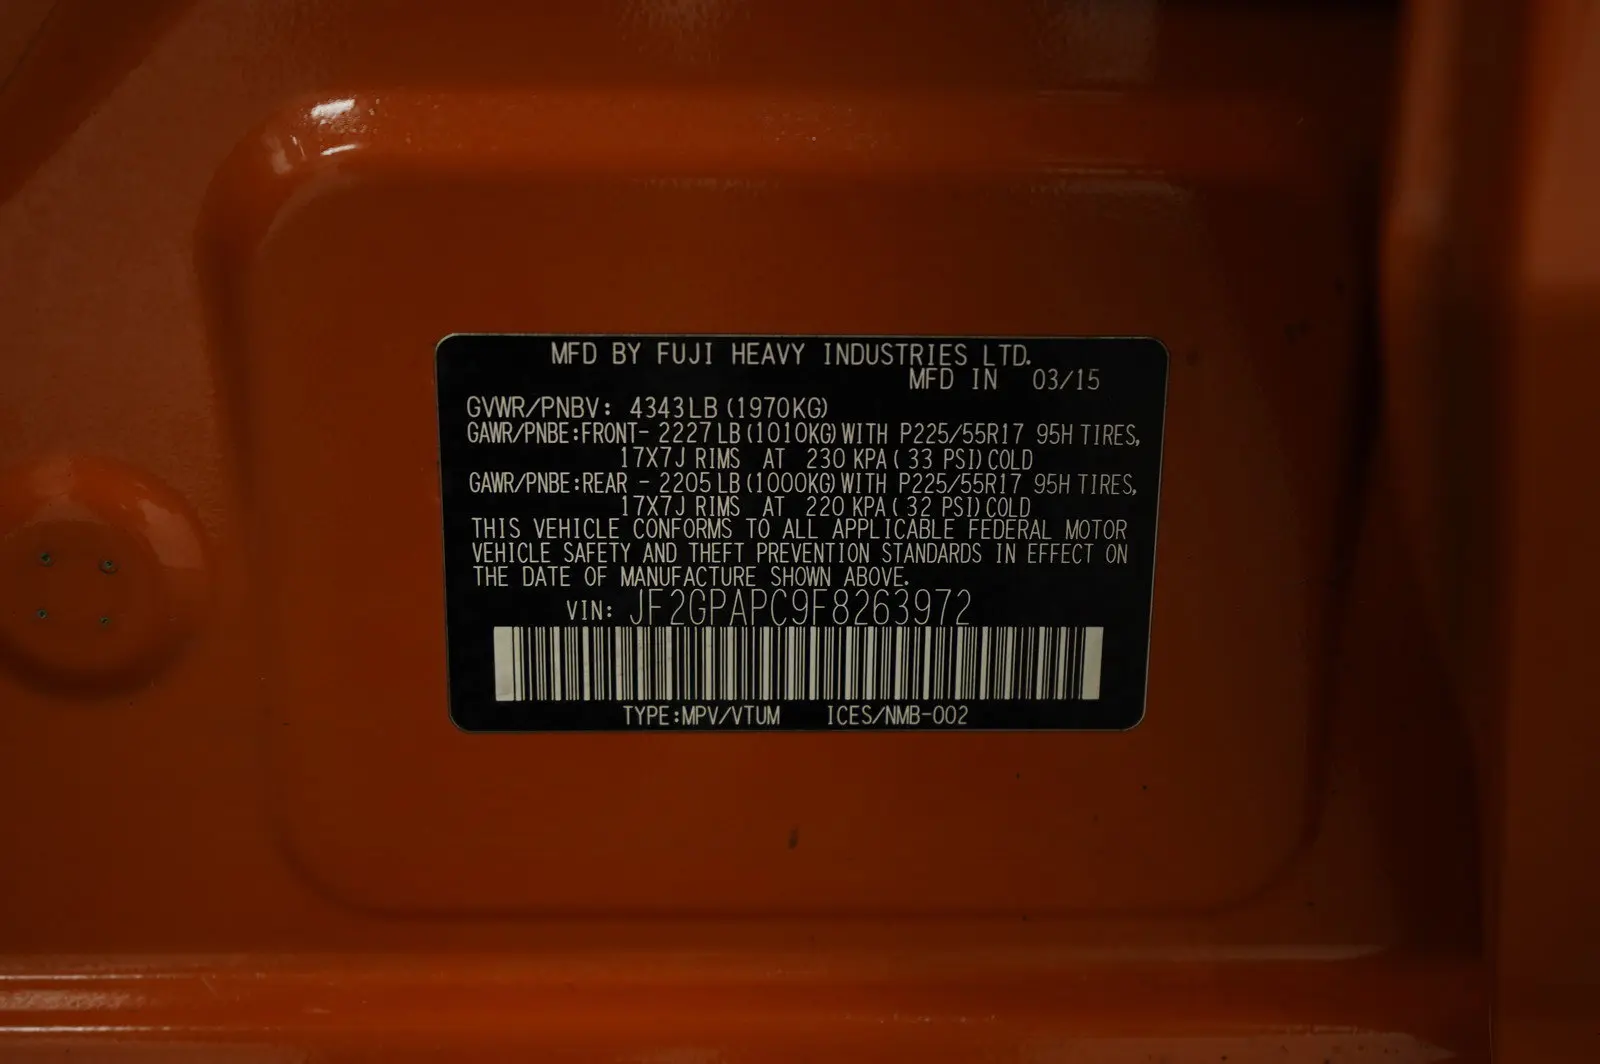 MFD BY FUJI HEAVY INDUSTRIES LTD.
MFD IN 03/15
GVWR/PNBV: 4343LB (1970KG)
GAWR/PNBE:FRONT- 2227LB (1010KG) WITH P225/55R17 95H TIRES,
17X7J RIMS AT 230 KPA ( 33 PSI) COLD
GAWR/PNBE:REAR - 2205LB (1000KG) WITH P225/55R17 95H TIRES,
17X7J RIMS AT 220 KPA ( 32 PSI) COLD
THIS VEHICLE CONFORMS TO ALL APPLICABLE FEDERAL MOTOR
VEHICLE SAFETY AND THEFT PREVENTION STANDARDS IN EFFECT ON
THE DATE OF MANUFACTURE SHOWN ABOVE.
VIN: JF2GPAPC9F8263972
TYPE:MPV/VTUM ICES/NMB-002